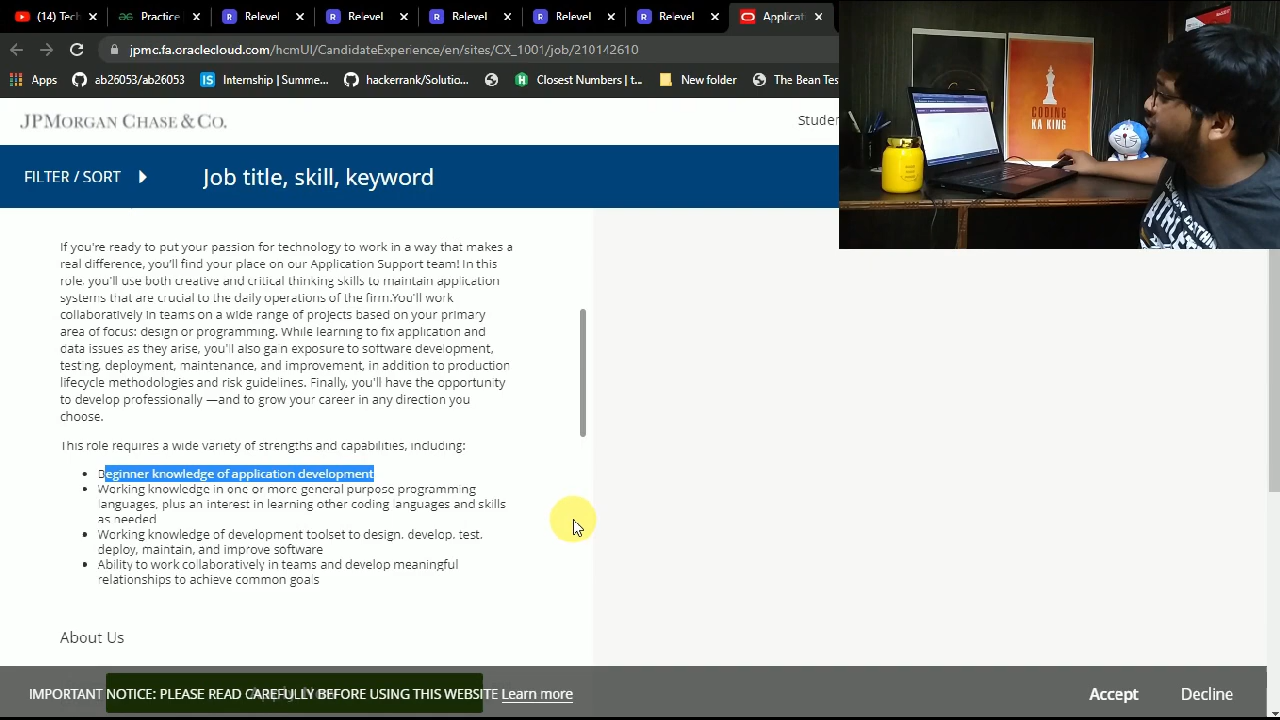 (14) Tech
Practice
Relevel
Relevel
Relevel
Relevel
Relevel
Applicati
jpmc.fa.oraclecloud.com/hcmUI/CandidateExperience/en/sites/CX_1001/job/210142610
Apps
ab26053/ab26053
Internship | Summe...
hackerrank/Solutio...
Closest Numbers | t...
New folder
The Bean Tes
JPMORGAN CHASE & CO.
Studen
FILTER / SORT
Job title, skill, keyword
CODING
KA KING
If you're ready to put your passion for technology to work in a way that makes a
real difference, you'll find your place on our Application Support team! In this
role, you'll use both creative and critical thinking skills to maintain application
systems that are crucial to the daily operations of the firm.You'll work
collaboratively in teams on a wide range of projects based on your primary
area of focus: design or programming. While learning to fix application and
data issues as they arise, you'll also gain exposure to software development,
testing, deployment, maintenance, and improvement, in addition to production
lifecycle methodologies and risk guidelines. Finally, you'll have the opportunity
to develop professionally —and to grow your career in any direction you
choose.
This role requires a wide variety of strengths and capabilities, including:
• Beginner knowledge of application development
• Working knowledge in one or more general purpose programming
languages, plus an interest in learning other coding languages and skills
as needed
• Working knowledge of development toolset to design, develop, test,
deploy, maintain, and improve software
• Ability to work collaboratively in teams and develop meaningful
relationships to achieve common goals
About Us
IMPORTANT NOTICE: PLEASE READ CAREFULLY BEFORE USING THIS WEBSITE Learn more
Accept
Decline